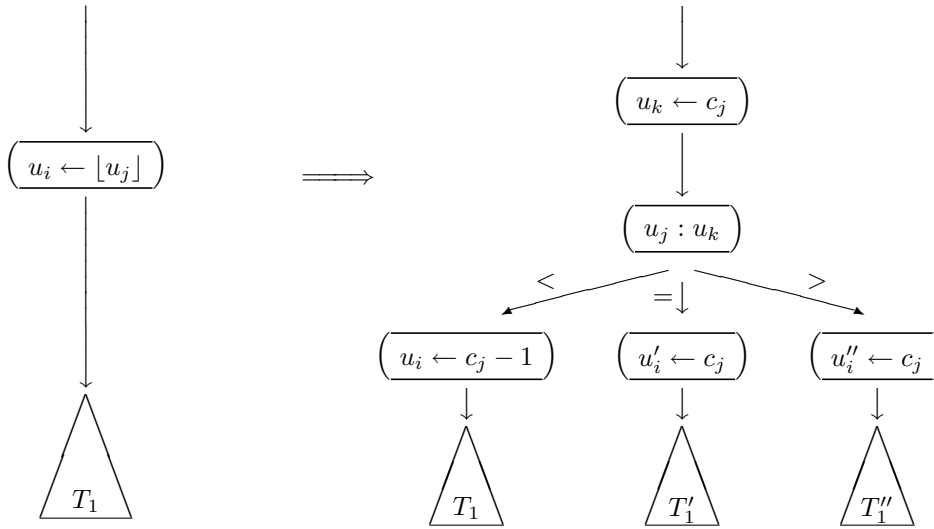 u_k ← c_j
u_i ← ⌊u_j⌋
⟹
u_j : u_k
< = >
u_i ← c_j − 1
u_i′ ← c_j
u_i″ ← c_j
T_1
T_1
T_1′
T_1″